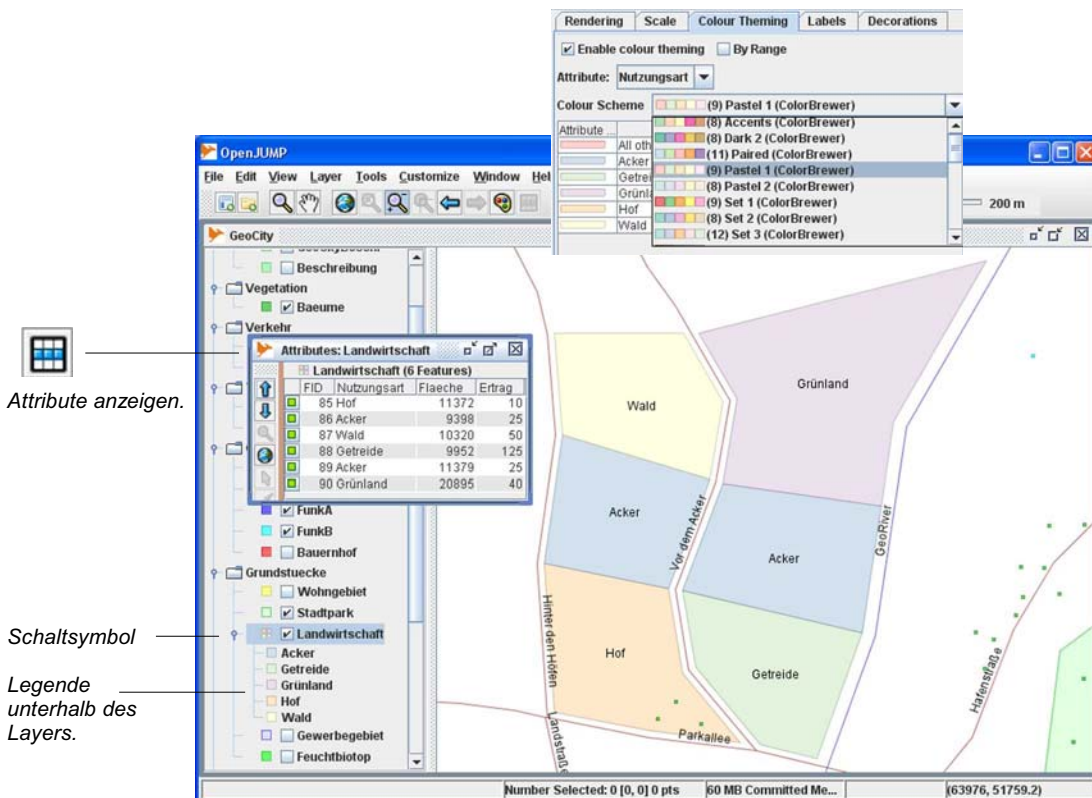 Rendering Scale Colour Theming Labels Decorations
Enable colour theming By Range
Attribute: Nutzungsart
Colour Scheme (9) Pastel 1 (ColorBrewer)
(8) Accents (ColorBrewer)
(8) Dark 2 (ColorBrewer)
(11) Paired (ColorBrewer)
(9) Pastel 1 (ColorBrewer)
(8) Pastel 2 (ColorBrewer)
(9) Set 1 (ColorBrewer)
(8) Set 2 (ColorBrewer)
(12) Set 3 (ColorBrewer)
Attribute ...
All oth
Acker
Getrei
Grünl
Hof
Wald
OpenJUMP
File Edit View Layer Tools Customize Window Hel
200 m
GeoCity
Beschreibung
Vegetation
Baeume
Verkehr
Attributes: Landwirtschaft
Landwirtschaft (6 Features)
FID Nutzungsart Flaeche Ertrag
85 Hof 11372 10
86 Acker 9398 25
87 Wald 10320 50
88 Getreide 9952 125
89 Acker 11379 25
90 Grünland 20895 40
FunkA
FunkB
Bauernhof
Grundstuecke
Wohngebiet
Stadtpark
Landwirtschaft
Acker
Getreide
Grünland
Hof
Wald
Gewerbegebiet
Feuchtbiotop
Attribute anzeigen.
Schaltsymbol
Legende
unterhalb des
Layers.
Grünland
Wald
Acker
Vor dem Acker
Acker
GeoRiver
Hinter den Höfen
Hof
Getreide
Hafenstraße
Landstraße
Parkallee
Number Selected: 0 [0, 0] 0 pts 60 MB Committed Me... (63976, 51759.2)